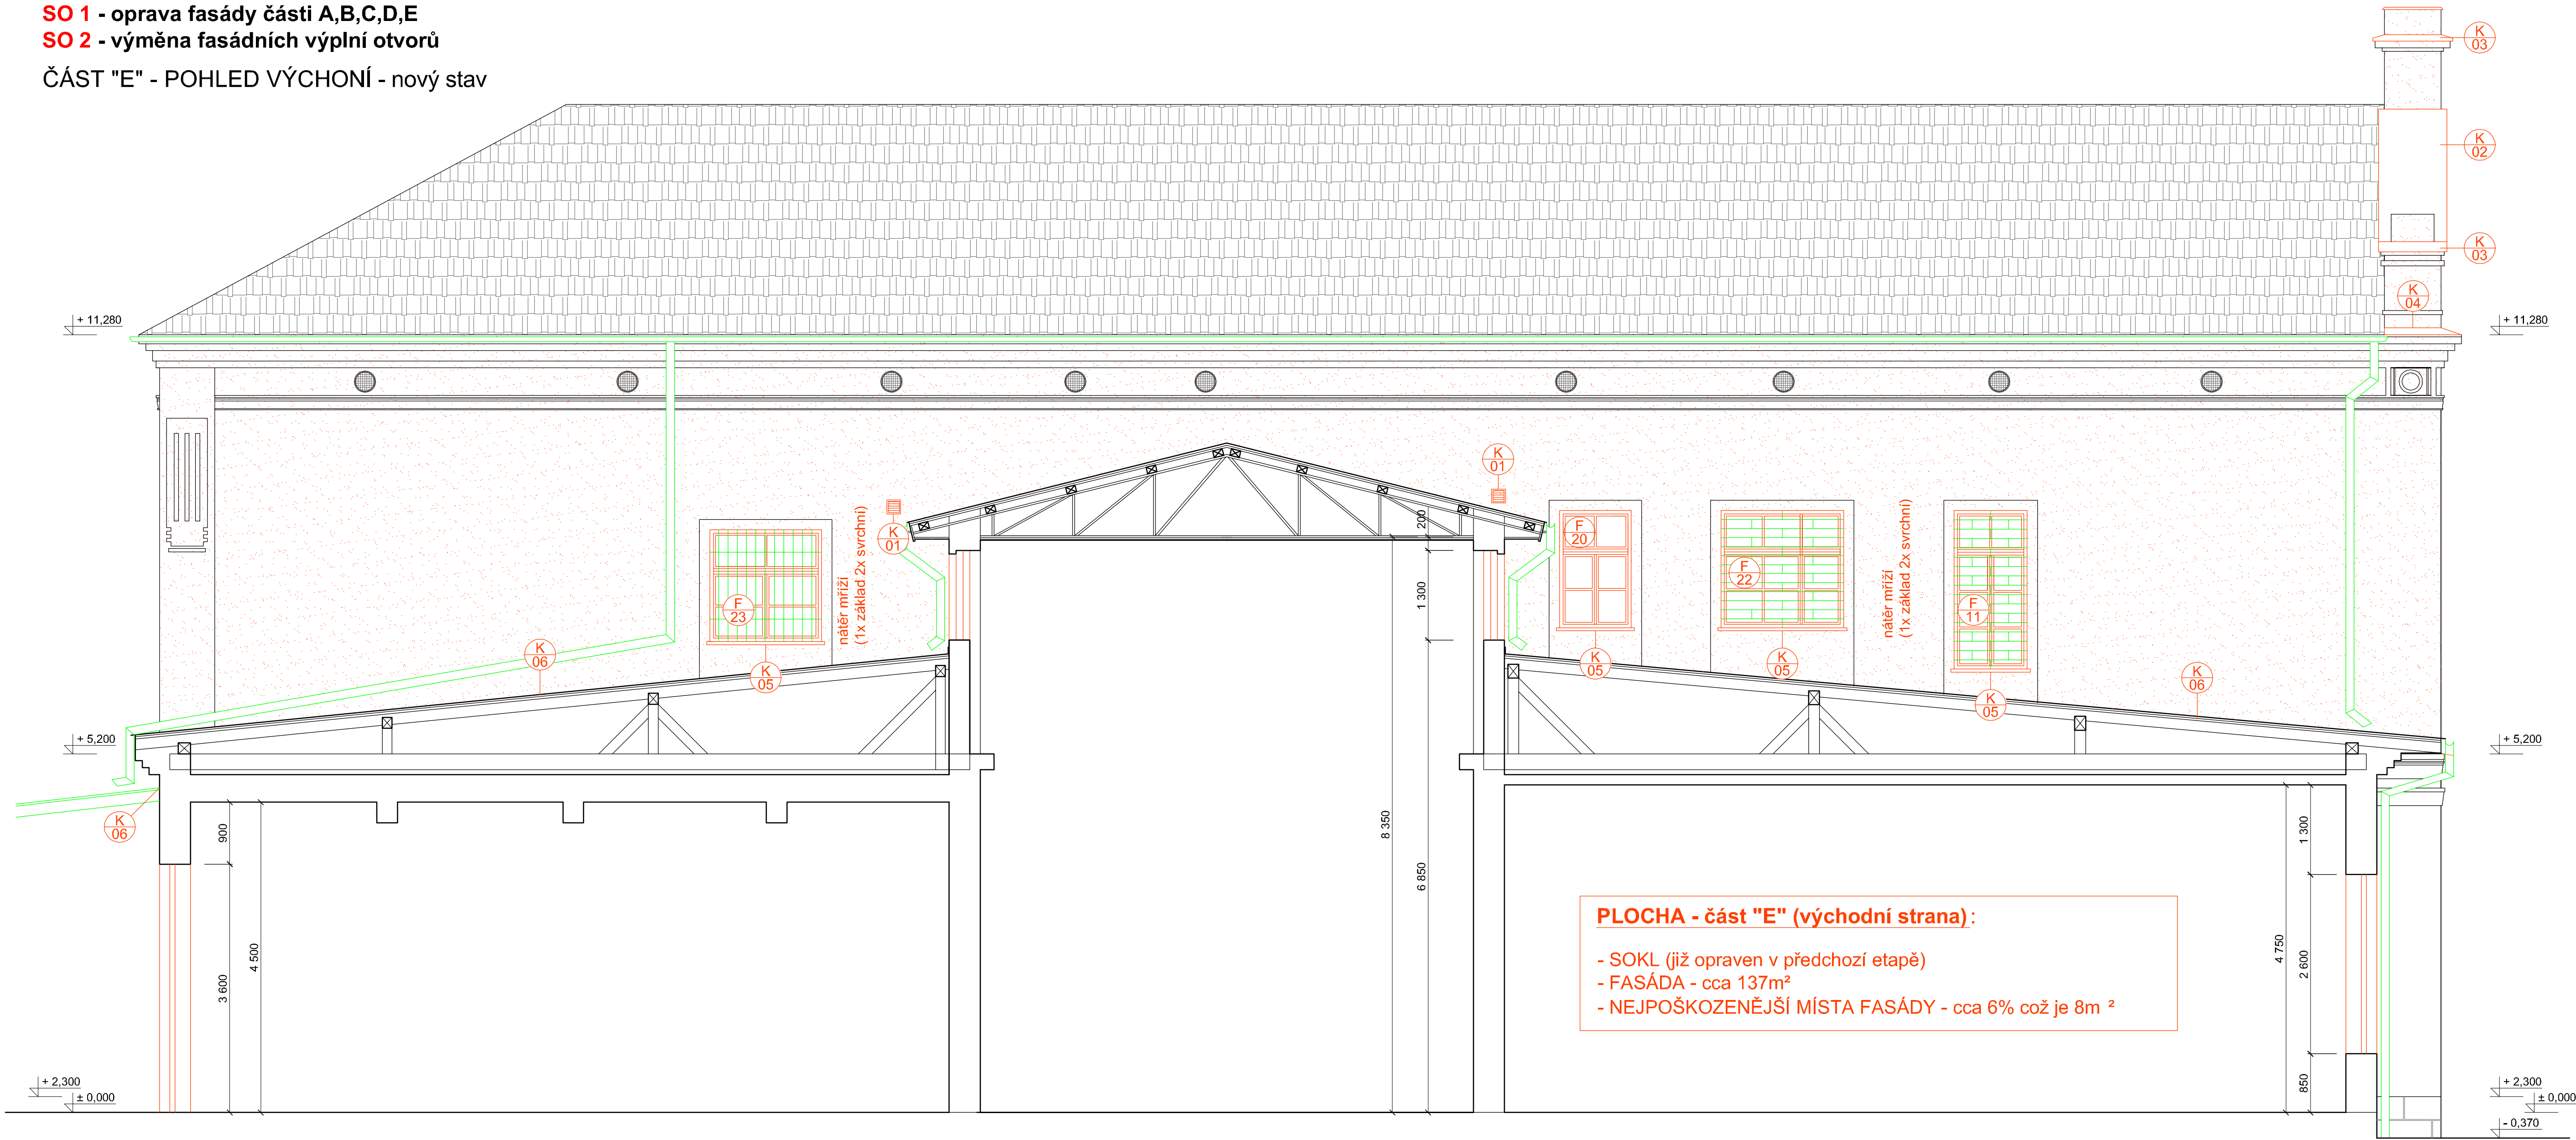 SO 1 - oprava fasády části A,B,C,D,E
SO 2 - výměna fasádních výplní otvorů
ČÁST "E" - POHLED VÝCHONÍ - nový stav
K
03
K
02
K
03
K
04
+ 11,280
+ 11,280
K
01
K
01
F
20
F
22
F
11
F
23
nátěr mříží
(1x základ 2x svrchní)
nátěr mříží
(1x základ 2x svrchní)
200
1 300
K
06
K
05
K
05
K
05
K
05
K
06
+ 5,200
+ 5,200
K
06
900
3 600
4 500
8 350
6 850
4 750
1 300
2 600
850
PLOCHA - část "E" (východní strana):
- SOKL (již opraven v předchozí etapě)
- FASÁDA - cca 137m²
- NEJPOŠKOZENĚJŠÍ MÍSTA FASÁDY - cca 6% což je 8m ²
+ 2,300
± 0,000
+ 2,300
± 0,000
- 0,370